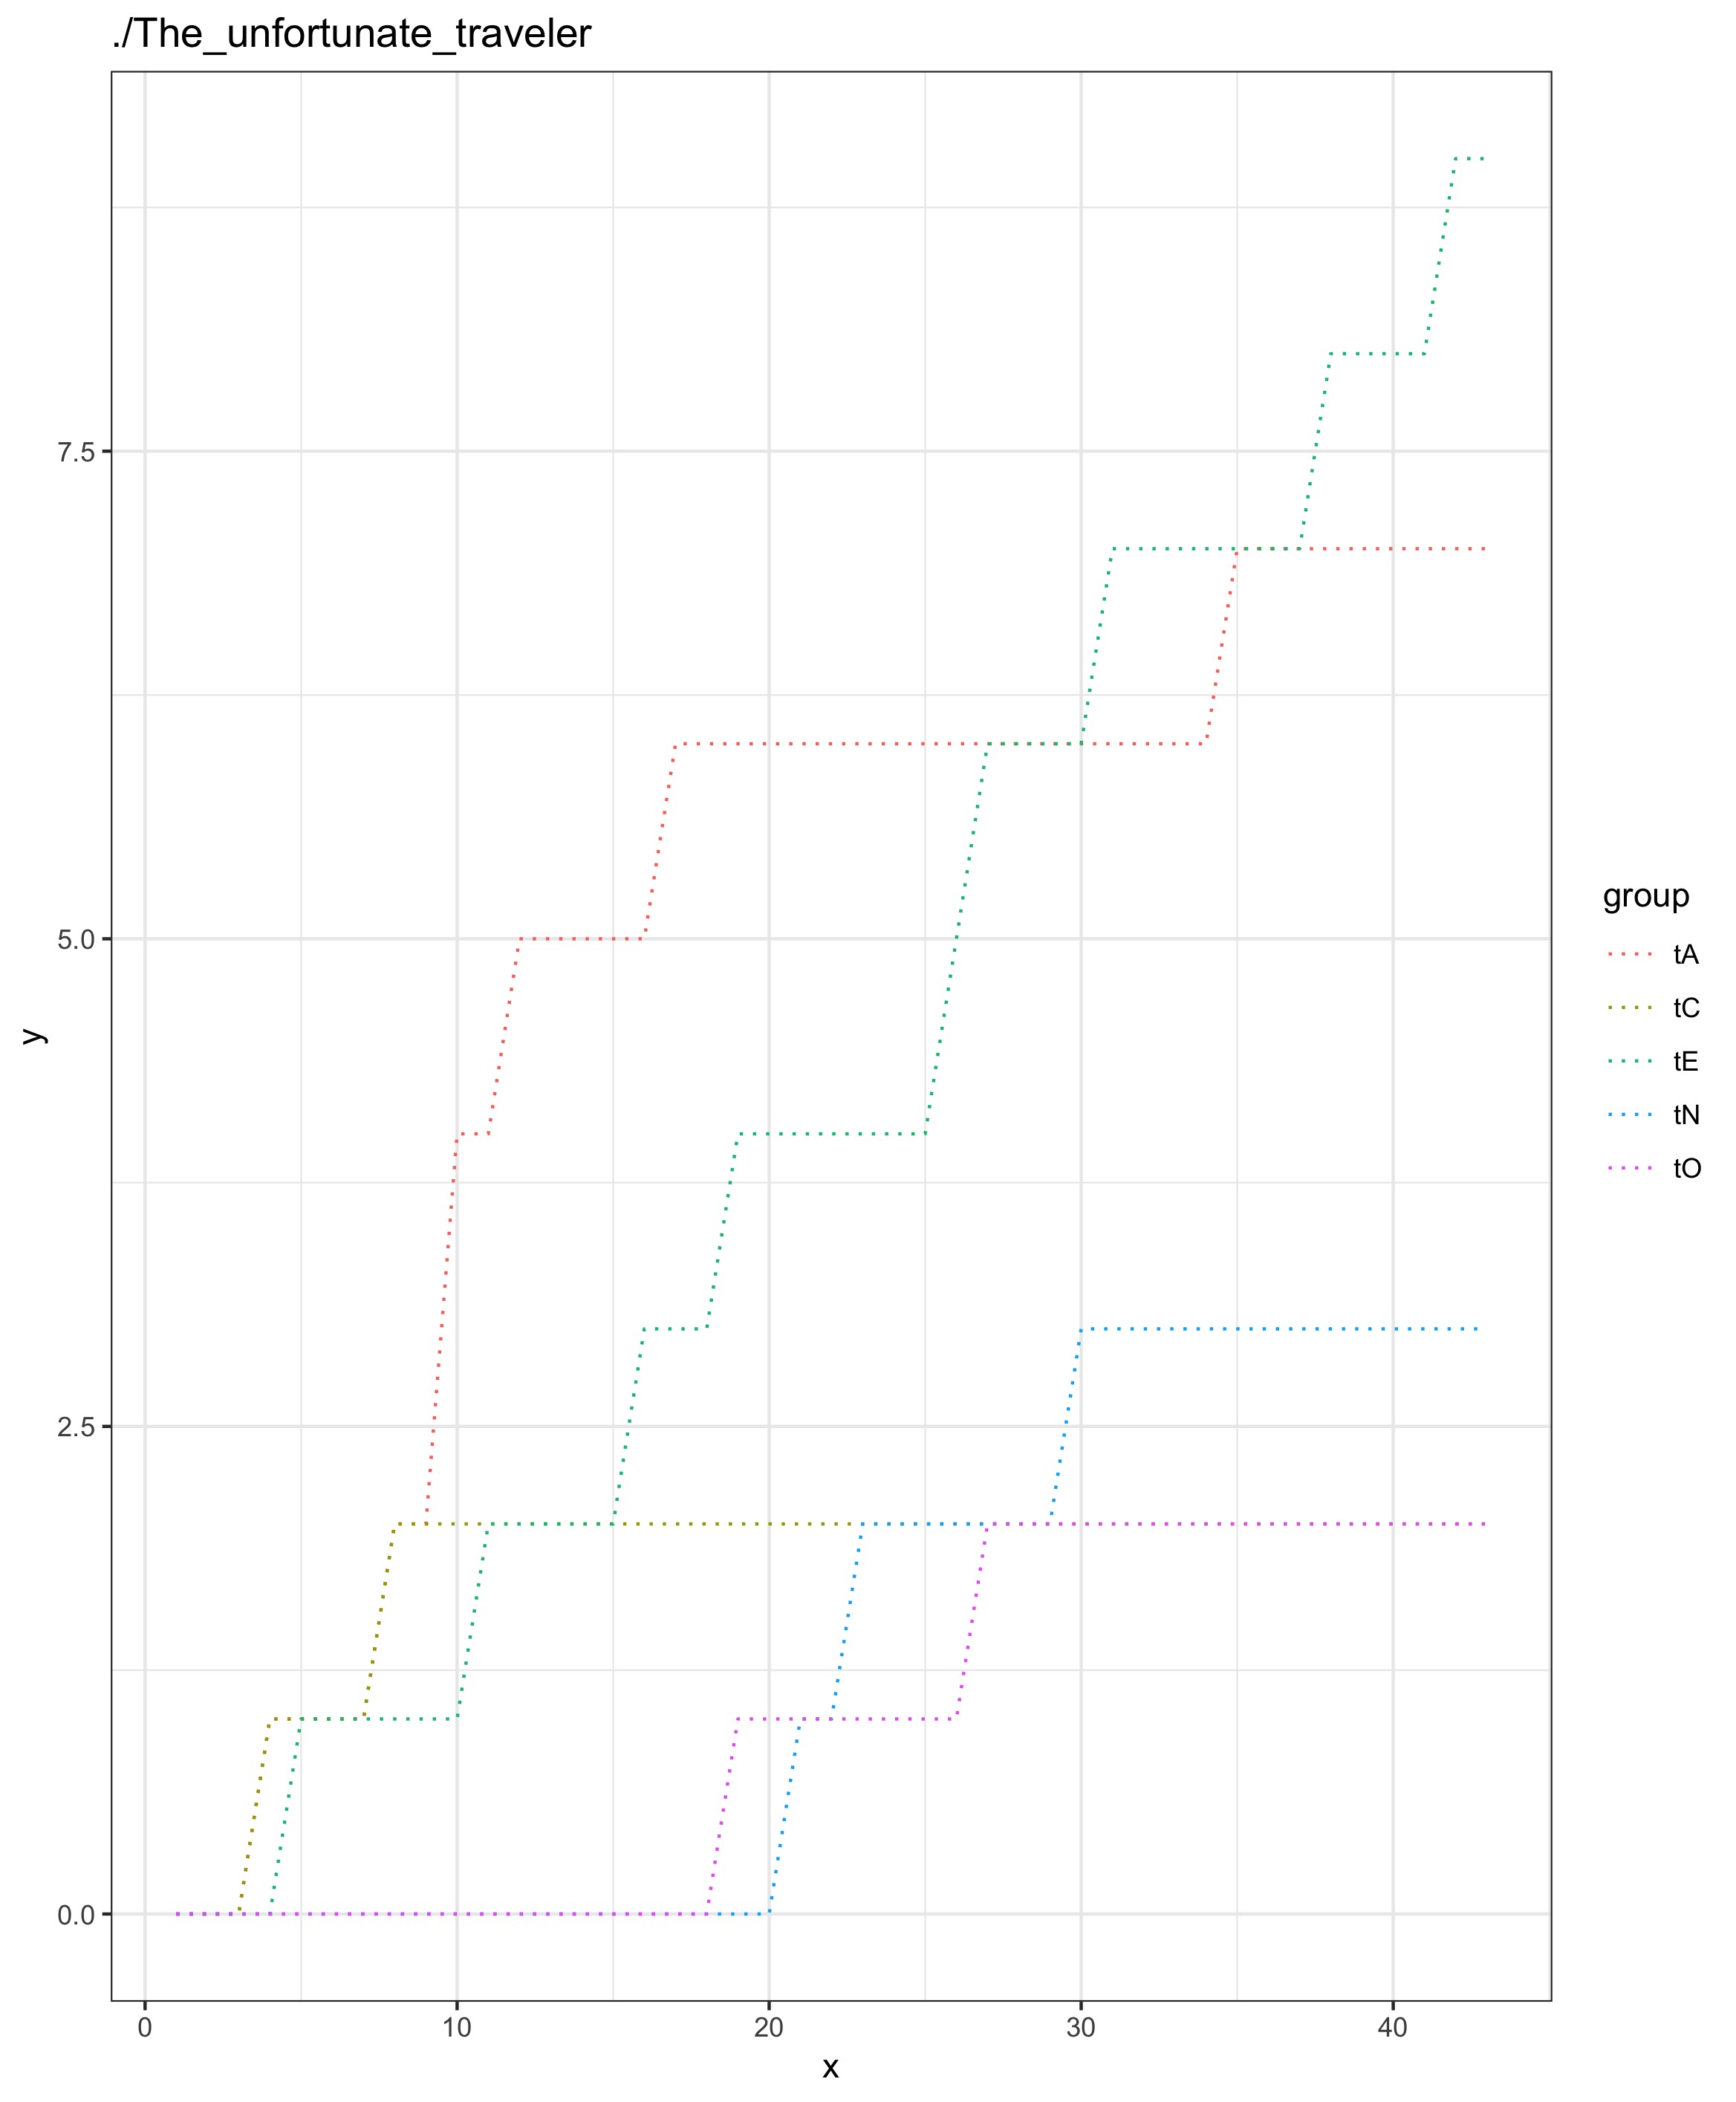 ./The_unfortunate_traveler
7.5
5.0
2.5
0.0
y
0 10 20 30 40
x
group
tA
tC
tE
tN
tO